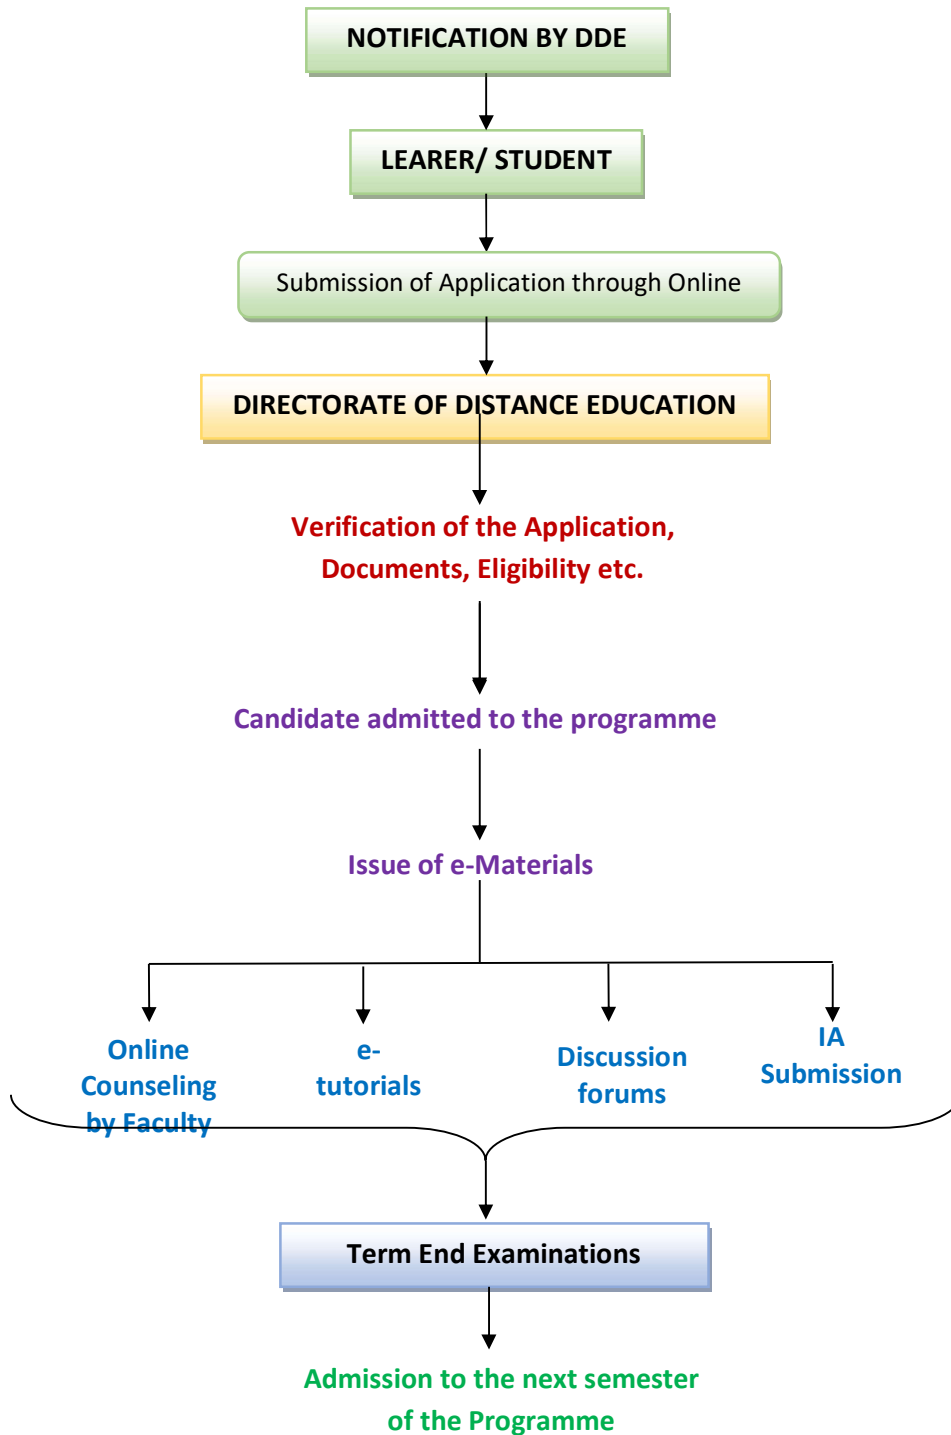 NOTIFICATION BY DDE
LEARER/ STUDENT
Submission of Application through Online
DIRECTORATE OF DISTANCE EDUCATION
Verification of the Application,
Documents, Eligibility etc.
Candidate admitted to the programme
Issue of e-Materials
Online
Counseling
by Faculty
e-
tutorials
Discussion
forums
IA
Submission
Term End Examinations
Admission to the next semester
of the Programme